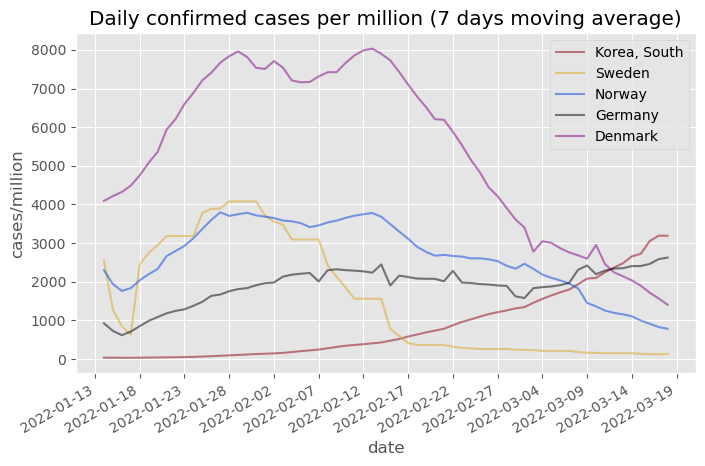 Daily confirmed cases per million (7 days moving average)
Korea, South
Sweden
Norway
Germany
Denmark
8000
7000
6000
5000
4000
3000
2000
1000
0
cases/million
2022-01-13
2022-01-18
2022-01-23
2022-01-28
2022-02-02
2022-02-07
2022-02-12
2022-02-17
2022-02-22
2022-02-27
2022-03-04
2022-03-09
2022-03-14
2022-03-19
date